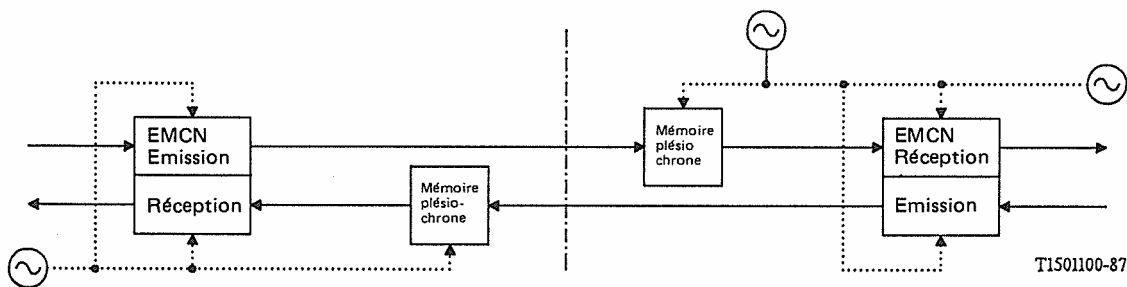 EMCN
Emission
Réception
Mémoire
plésio-
chrone
Mémoire
plésio
chrone
EMCN
Réception
Emission
T1501100-87